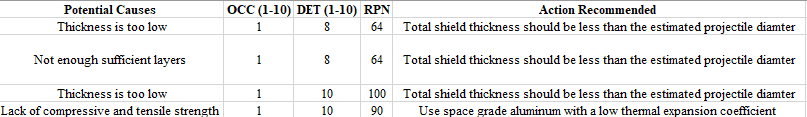 Potential Causes OCC (1-10) DET (1-10) RPN Action Recommended
Thickness is too low 1 8 64 Total shield thickness should be less than the estimated projectile diamter
Not enough sufficient layers 1 8 64 Total shield thickness should be less than the estimated projectile diamter
Thickness is too low 1 10 100 Total shield thickness should be less than the estimated projectile diamter
Lack of compressive and tensile strength 1 10 90 Use space grade aluminum with a low thermal expansion coefficient